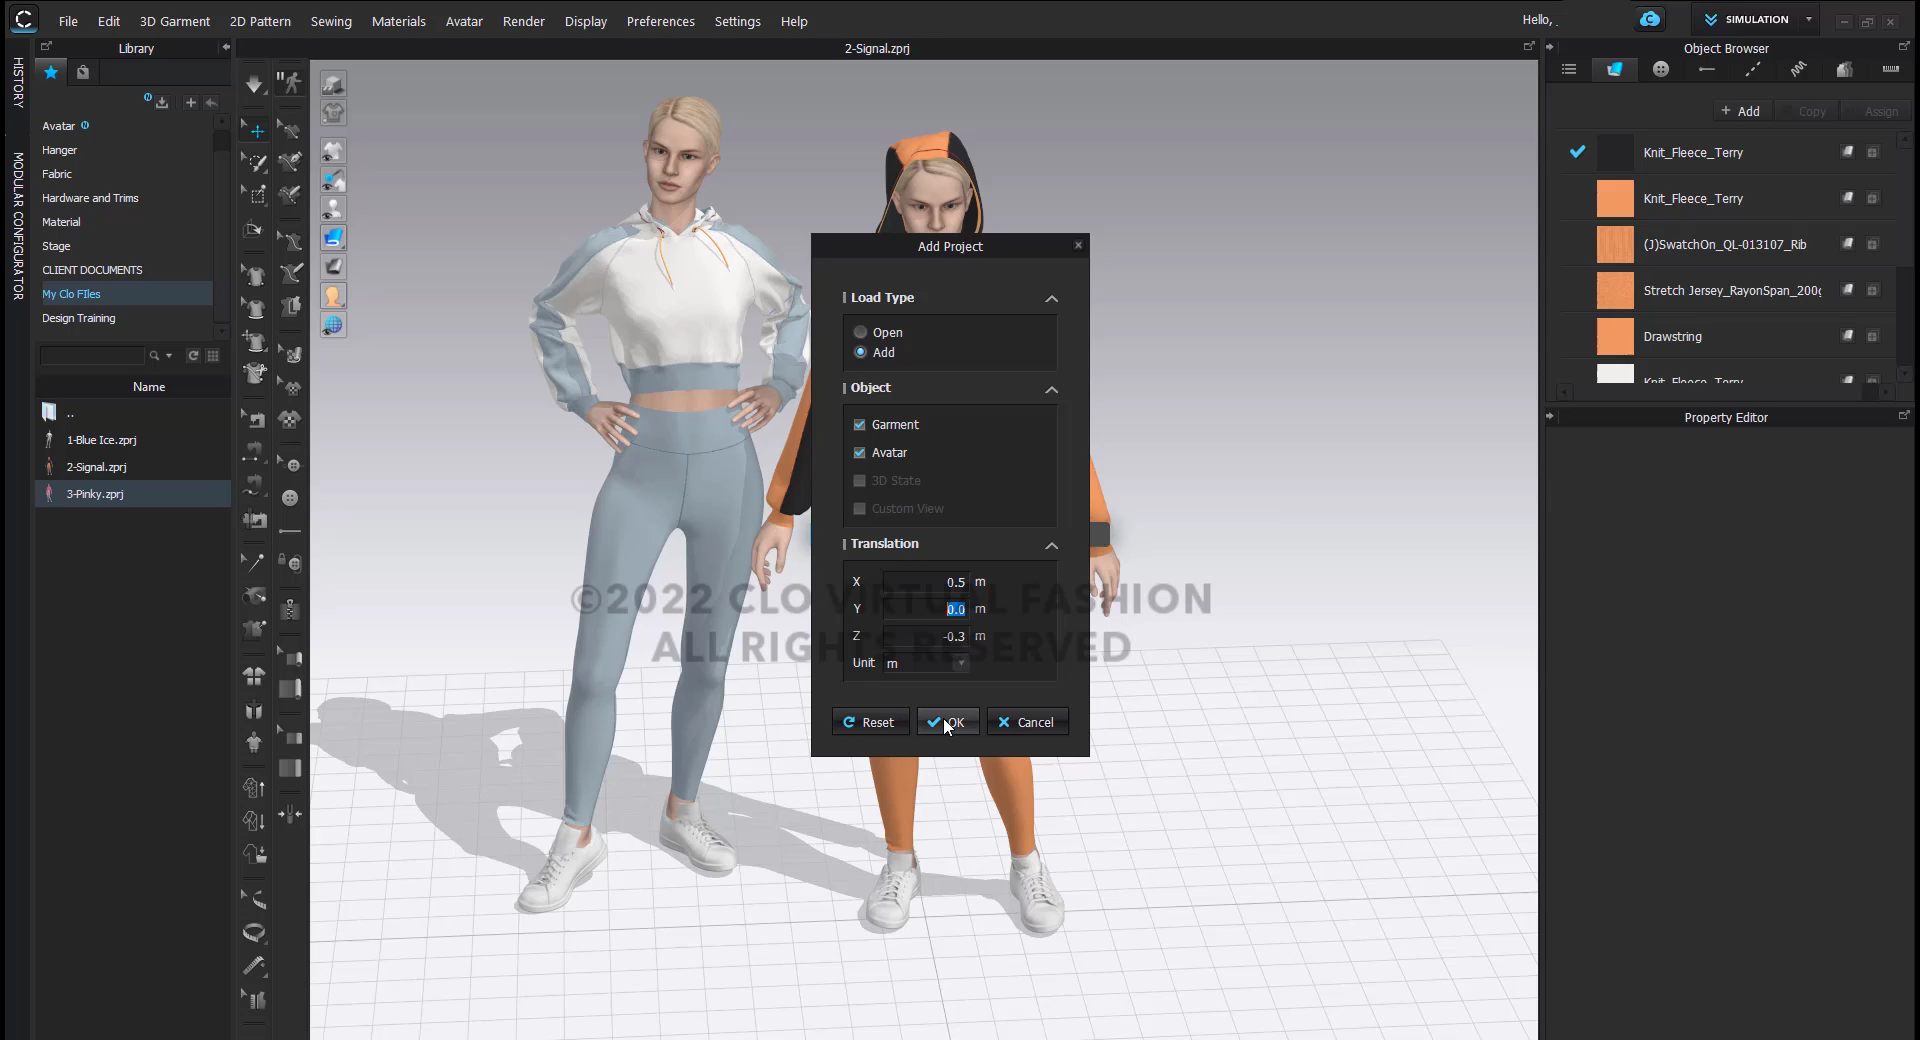 File Edit 3D Garment 2D Pattern Sewing Materials Avatar Render Display Preferences Settings Help
Hello,
SIMULATION
HISTORY
MODULAR CONFIGURATOR
Library
Avatar
Hanger
Fabric
Hardware and Trims
Material
Stage
CLIENT DOCUMENTS
My Clo FIles
Design Training
Name
..
1-Blue Ice.zprj
2-Signal.zprj
3-Pinky.zprj
2-Signal.zprj
Add Project
Load Type
Open
Add
Object
Garment
Avatar
3D State
Custom View
Translation
X 0.5 m
Y 0.0 m
Z -0.3 m
Unit m
Reset OK Cancel
©2022 CLO VIRTUAL FASHION
ALL RIGHTS RESERVED
Object Browser
+ Add Copy Assign
Knit_Fleece_Terry
Knit_Fleece_Terry
(J)SwatchOn_QL-013107_Rib
Stretch Jersey_RayonSpan_200g
Drawstring
Knit_Fleece_Terry
Property Editor